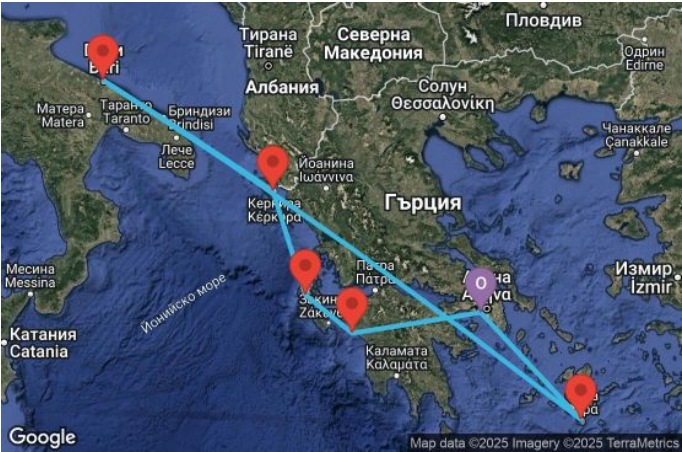 Пловдив
Тирана
Tiranë
Северна
Македония
Одрин
Edirne
Албания
Солун
Θεσσαλονίκη
Матера
Matera
Таранто
Taranto
Бриндизи
Brindisi
Чанаккале
Çanakkale
Лече
Lecce
Йоанина
Ιωάννινα
Керкира
Κέρκυρα
Гърция
Месина
Messina
Патра
Πάτρα
Измир
İzmir
Йонийско море
O
Катания
Catania
Каламата
Καλαμάτα
Google
Map data ©2025 Imagery ©2025 TerraMetrics